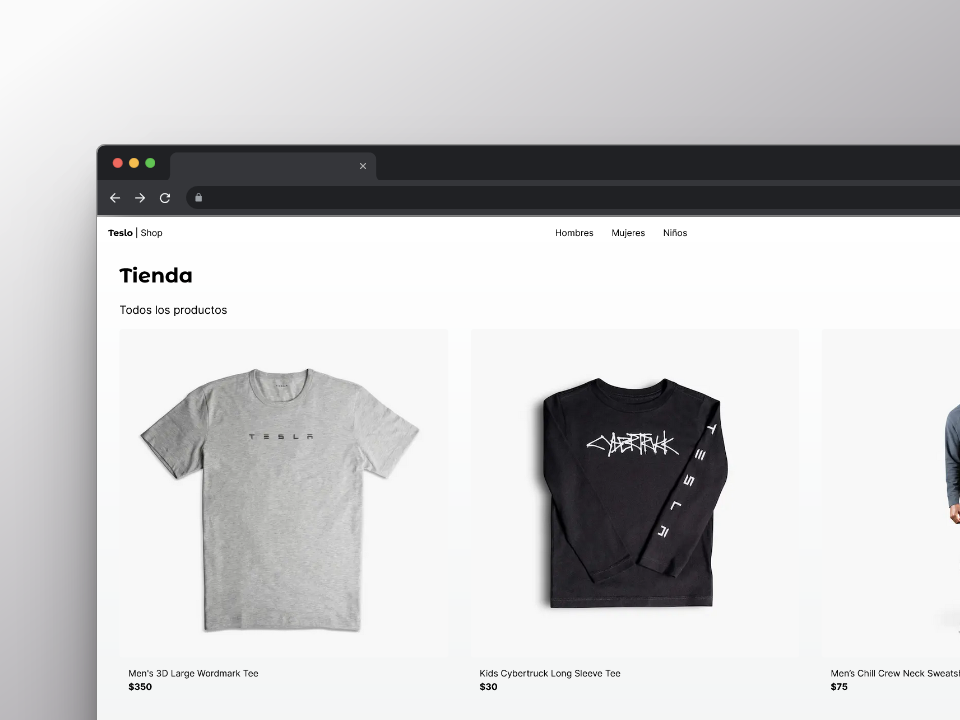 Teslo | Shop
Hombres
Mujeres
Niños
Tienda
Todos los productos
TESLA
CYBERTRUCK
TESLA
Men's 3D Large Wordmark Tee
$350
Kids Cybertruck Long Sleeve Tee
$30
Men's Chill Crew Neck
$75